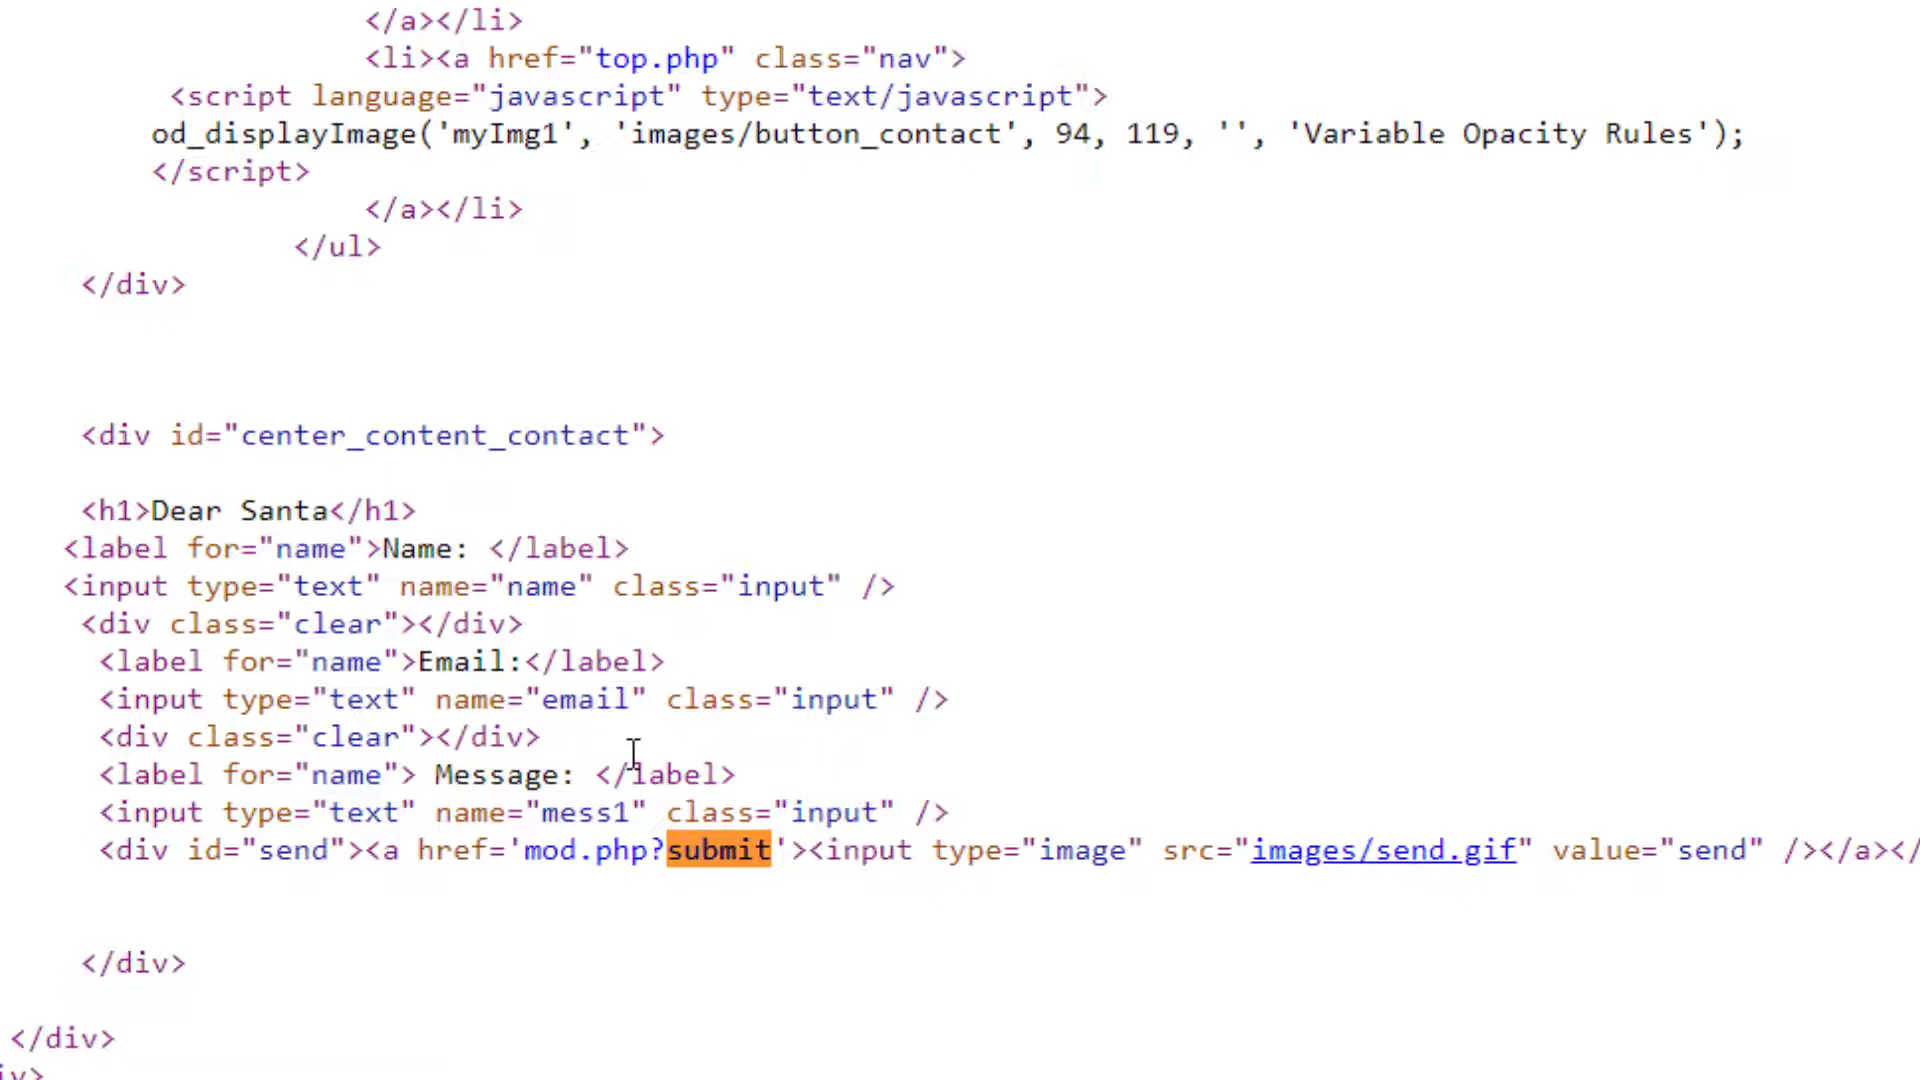 </a></li>
<li><a href="top.php" class="nav">
<script language="javascript" type="text/javascript">
od_displayImage('myImg1', 'images/button_contact', 94, 119, '', 'Variable Opacity Rules');
</script>
</a></li>
</ul>
</div>
<div id="center_content_contact">
<h1>Dear Santa</h1>
<label for="name">Name: </label>
<input type="text" name="name" class="input" />
<div class="clear"></div>
<label for="name">Email:</label>
<input type="text" name="email" class="input" />
<div class="clear"></div>
<label for="name"> Message: </label>
<input type="text" name="mess1" class="input" />
<div id="send"><a href='mod.php?submit'><input type="image" src="images/send.gif" value="send" /></a></
</div>
</div>
iv>